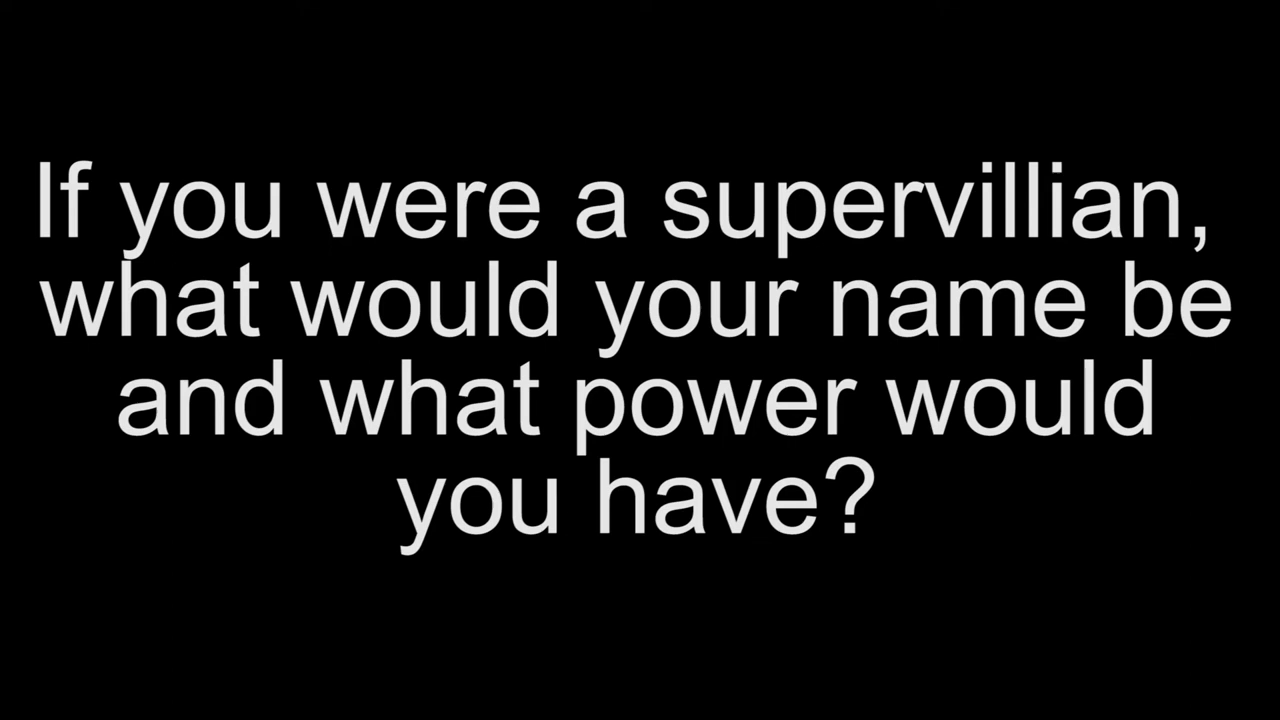 If you were a supervillian,
what would your name be
and what power would
you have?